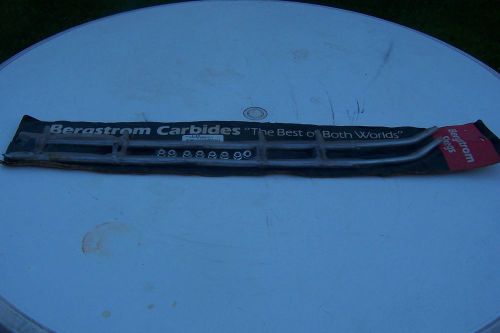 Bergstrom Carbides "The Best of Both Worlds"
Bergstrom